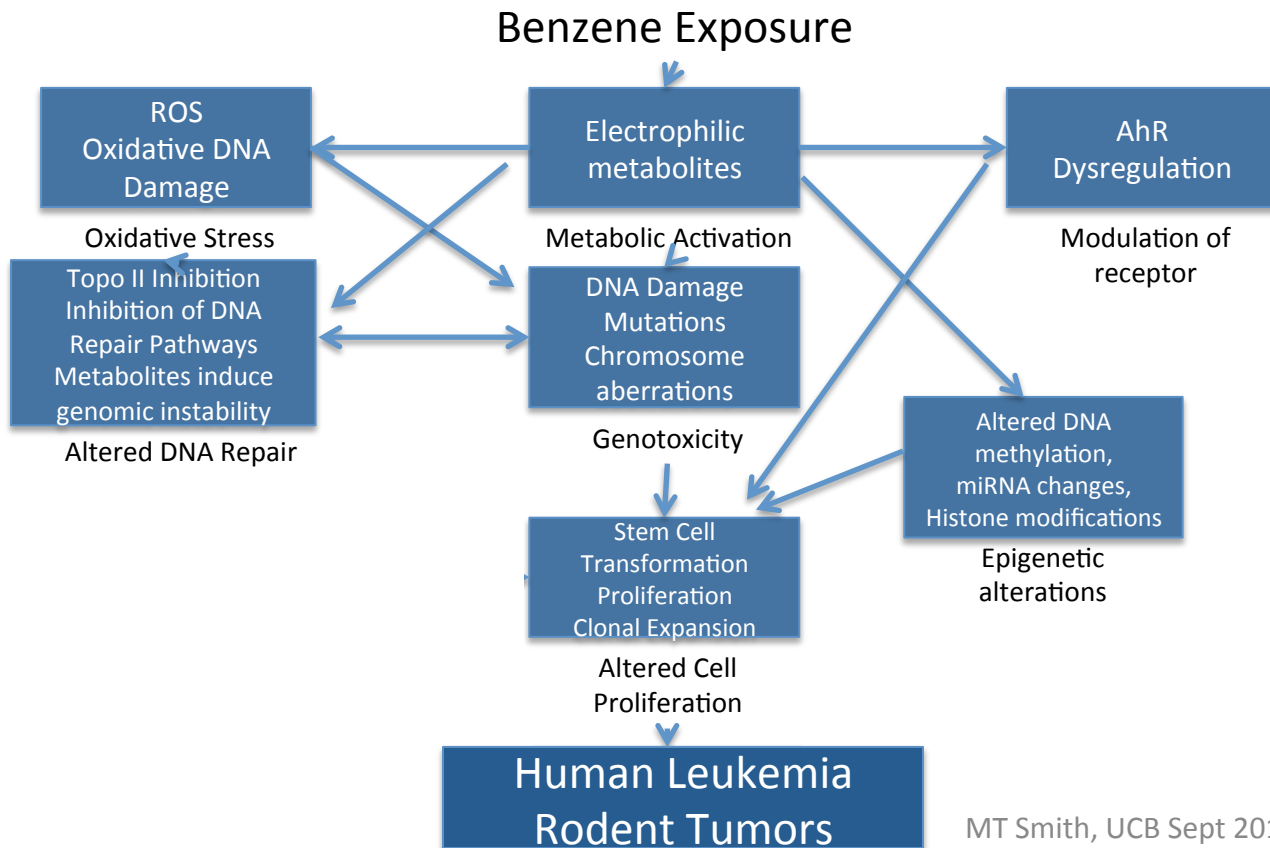 Benzene Exposure
ROS
Oxidative DNA
Damage
Oxidative Stress
Electrophilic
metabolites
Metabolic Activation
AhR
Dysregulation
Modulation of
receptor
Topo II Inhibition
Inhibition of DNA
Repair Pathways
Metabolites induce
genomic instability
Altered DNA Repair
DNA Damage
Mutations
Chromosome
aberrations
Genotoxicity
Altered DNA
methylation,
miRNA changes,
Histone modifications
Epigenetic
alterations
Stem Cell
Transformation
Proliferation
Clonal Expansion
Altered Cell
Proliferation
Human Leukemia
Rodent Tumors
MT Smith, UCB Sept